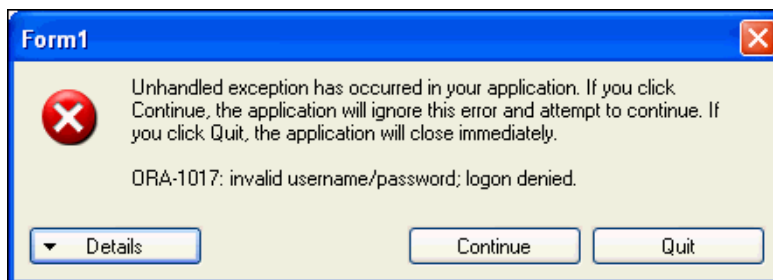 Form1
Unhandled exception has occurred in your application. If you click
Continue, the application will ignore this error and attempt to continue. If
you click Quit, the application will close immediately.
ORA-1017: invalid username/password; logon denied.
Details
Continue
Quit